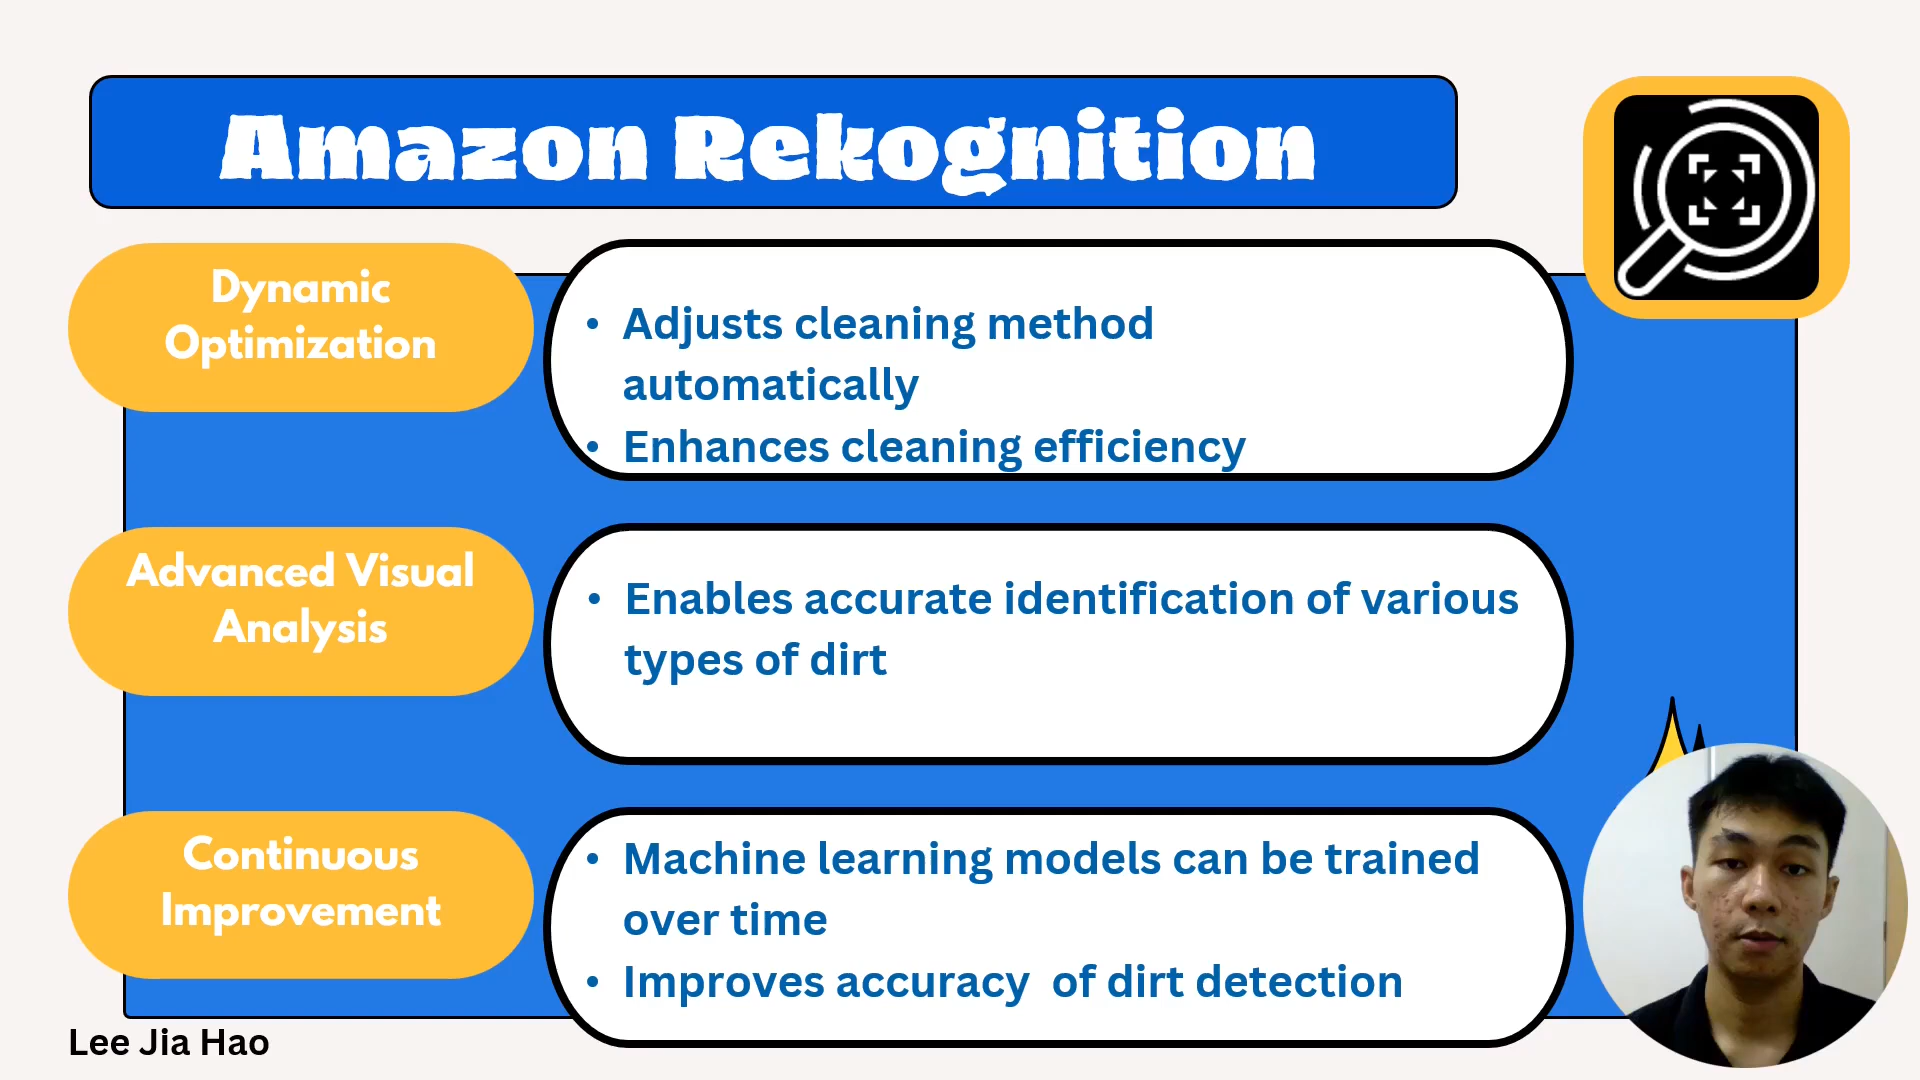 Amazon Rekognition
Dynamic
Optimization
• Adjusts cleaning method
automatically
• Enhances cleaning efficiency
Advanced Visual
Analysis
• Enables accurate identification of various
types of dirt
Continuous
Improvement
• Machine learning models can be trained
over time
• Improves accuracy  of dirt detection
Lee Jia Hao